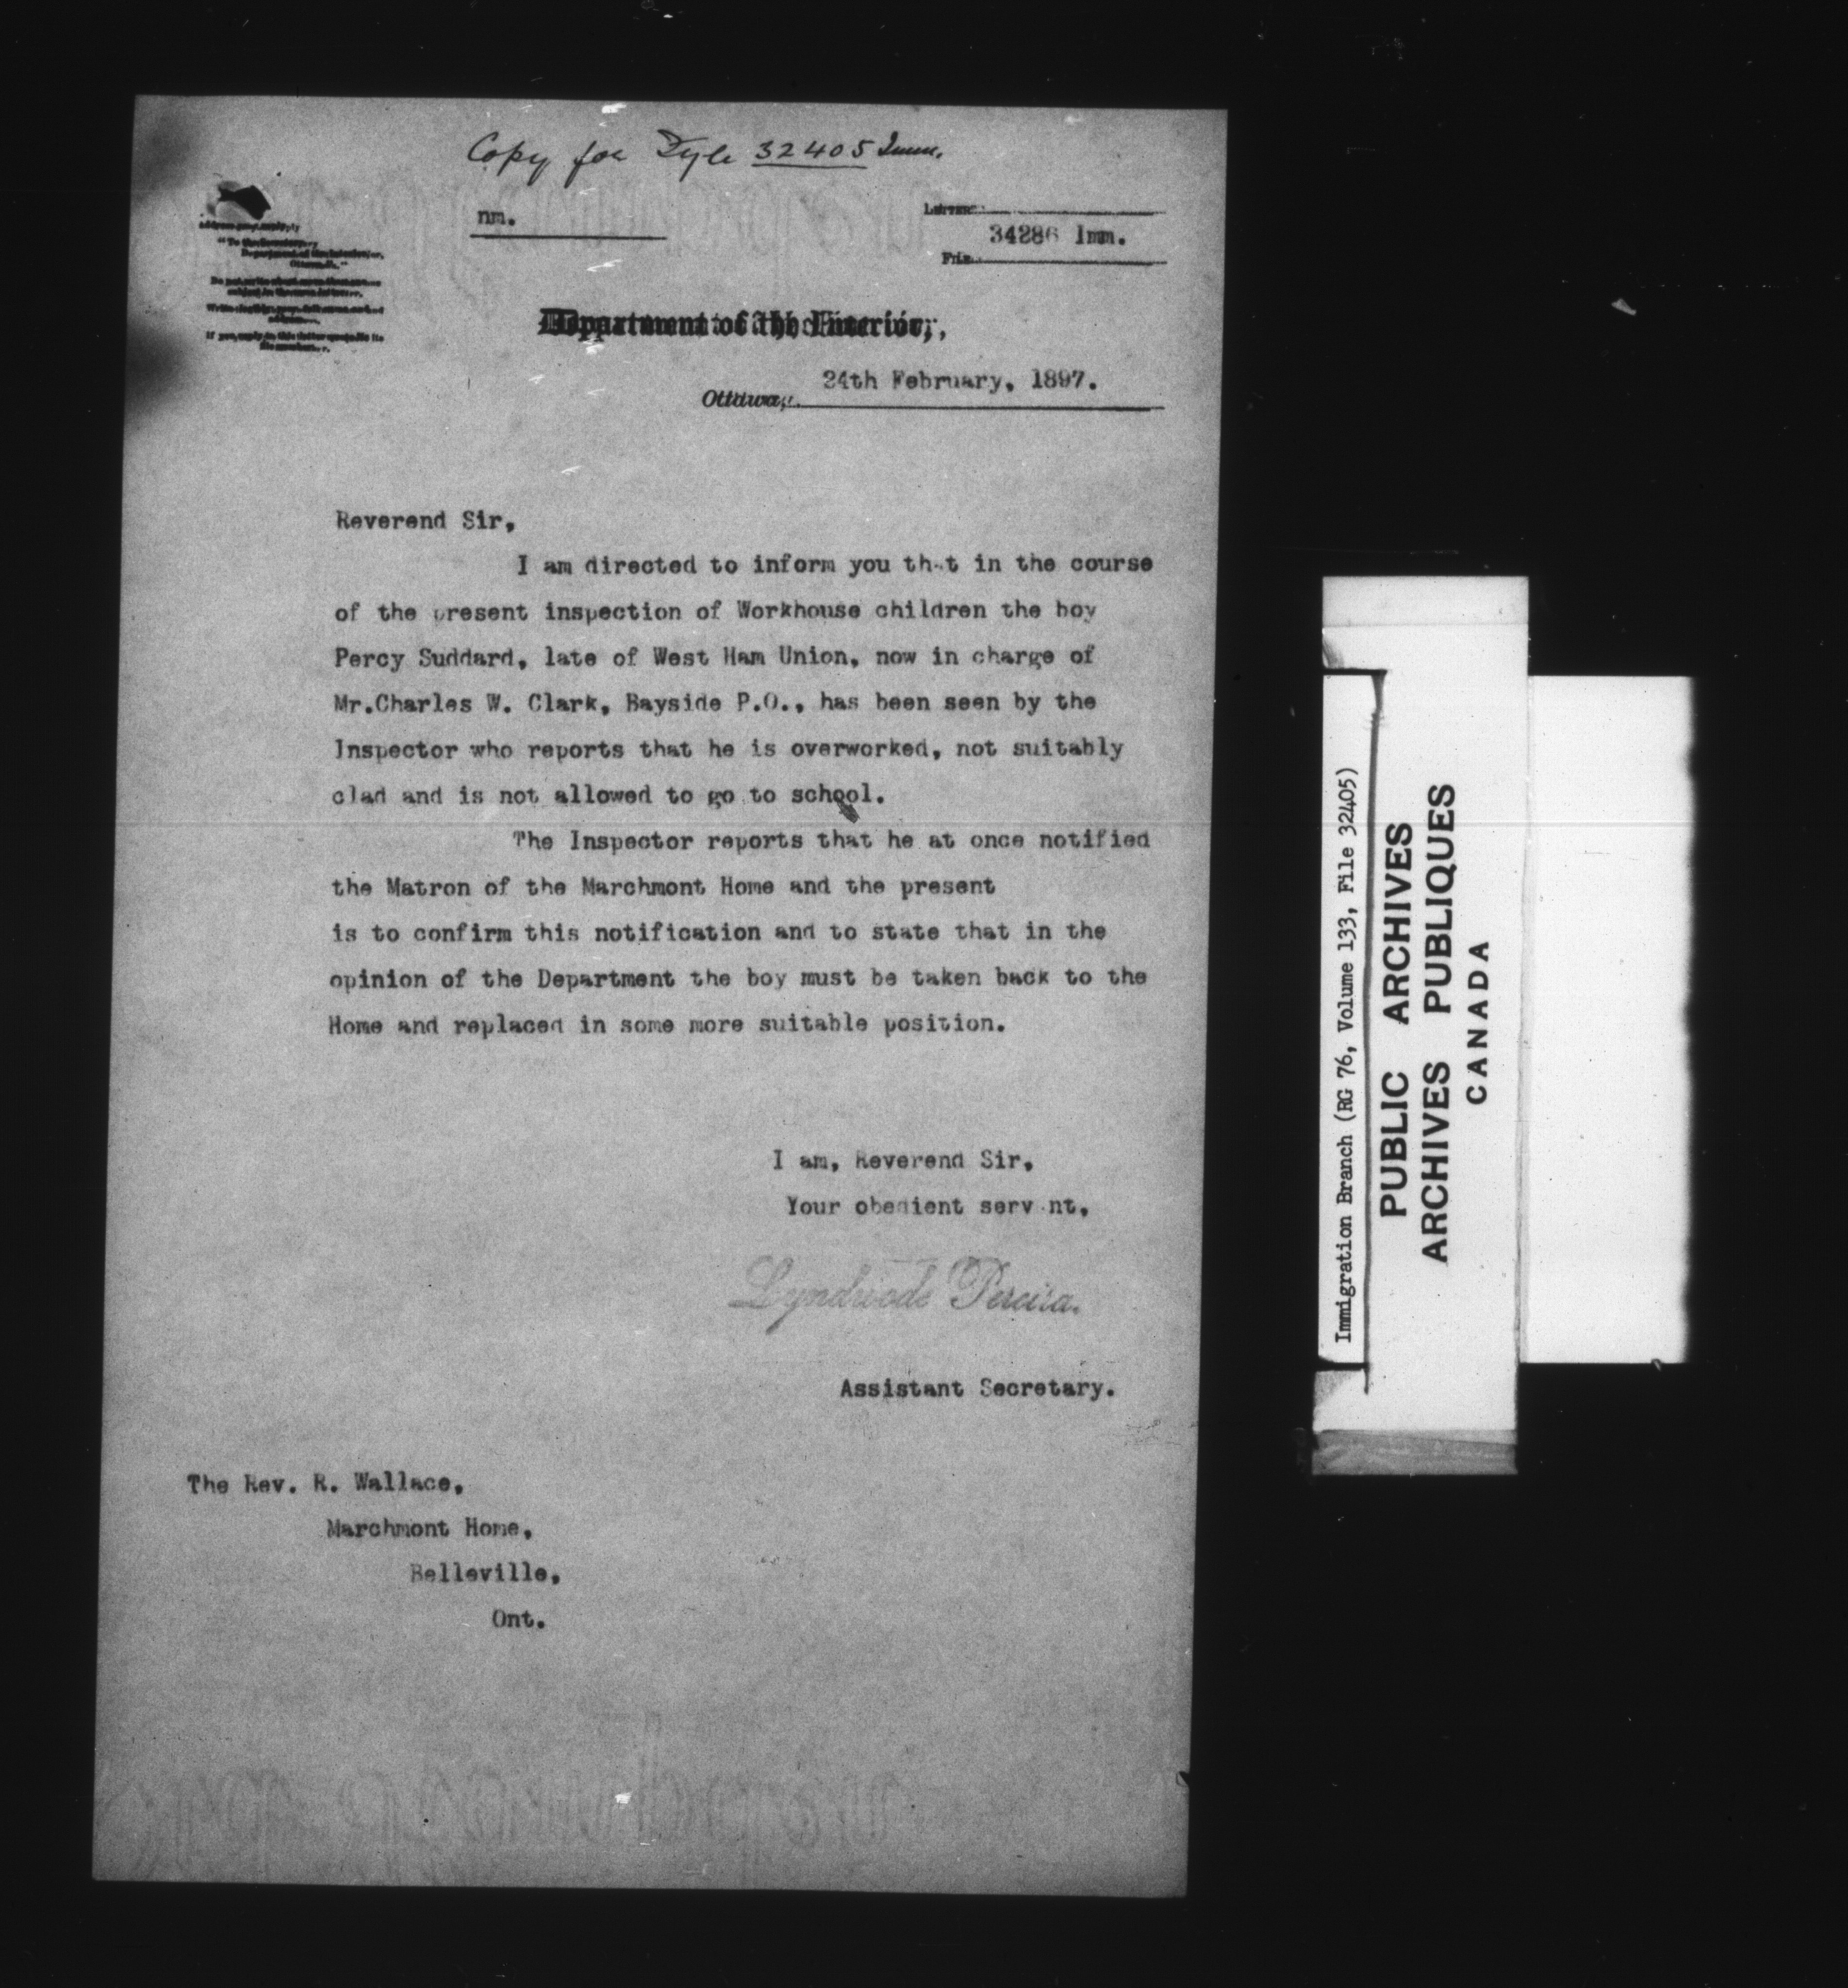 Copy for Fyle 32405 Imm.
nm.
34286 Imm.
Department of the Interior,
Ottawa, 24th February, 1897.
Reverend Sir,
I am directed to inform you that in the course
of the present inspection of Workhouse children the boy
Percy Suddard, late of West Ham Union, now in charge of
Mr.Charles W. Clark, Bayside P.O., has been seen by the
Inspector who reports that he is overworked, not suitably
clad and is not allowed to go to school.
The Inspector reports that he at once notified
the Matron of the Marchmont Home and the present
is to confirm this notification and to state that in the
opinion of the Department the boy must be taken back to the
Home and replaced in some more suitable position.
I am, Reverend Sir,
Your obedient servant,
Lyndwode Pereira.
Assistant Secretary.
The Rev. R. Wallace,
Marchmont Home,
Belleville,
Ont.
Immigration Branch (RG 76, Volume 133, File 32405)
PUBLIC ARCHIVES
ARCHIVES PUBLIQUES
CANADA